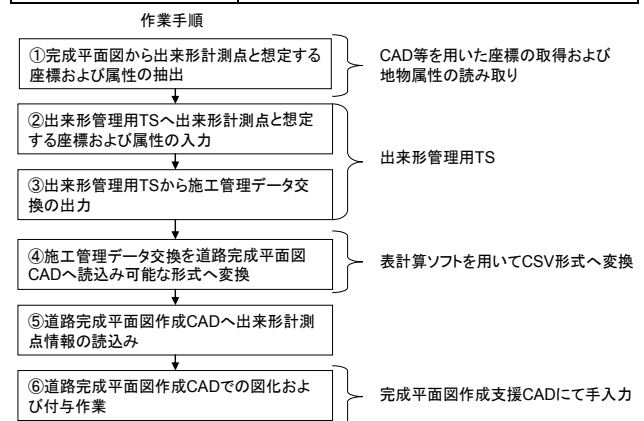 作業手順
①完成平面図から出来形計測点と想定する
座標および属性の抽出
CAD等を用いた座標の取得および
地物属性の読み取り
②出来形管理用TSへ出来形計測点と想定
する座標および属性の入力
出来形管理用TS
③出来形管理用TSから施工管理データ交
換の出力
④施工管理データ交換を道路完成平面図
CADへ読込み可能な形式へ変換
表計算ソフトを用いてCSV形式へ変換
⑤道路完成平面図作成CADへ出来形計測
点情報の読込み
⑥道路完成平面図作成CADでの図化およ
び付与作業
完成平面図作成支援CADにて手入力